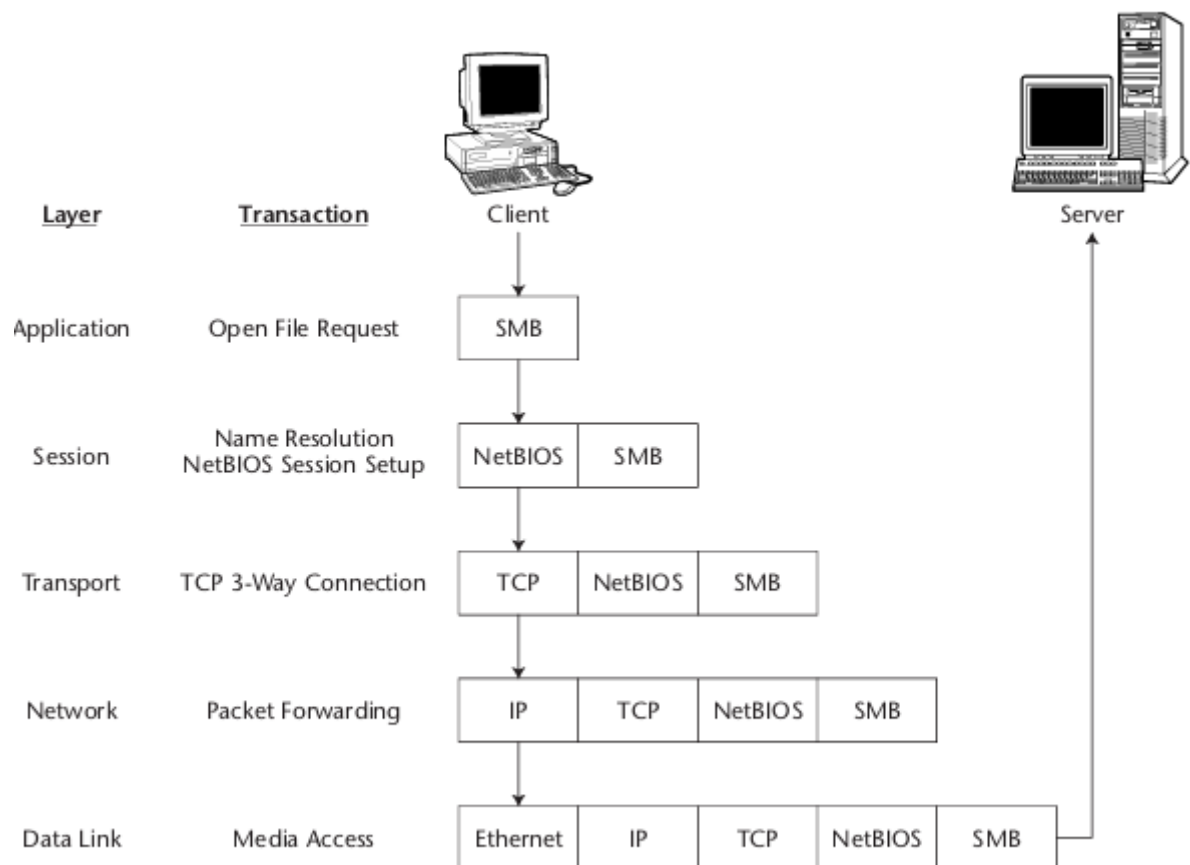 Layer Transaction Client Server
Application Open File Request SMB
Name Resolution
Session NetBIOS Session Setup NetBIOS SMB
Transport TCP 3-Way Connection TCP NetBIOS SMB
Network Packet Forwarding IP TCP NetBIOS SMB
Data Link Media Access Ethernet IP TCP NetBIOS SMB